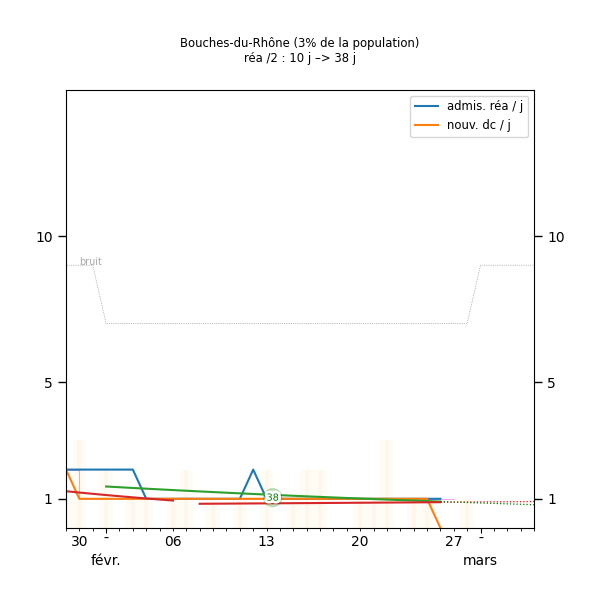 Bouches-du-Rhône (3% de la population)
réa /2 : 10 j –> 38 j
admis. réa / j
nouv. dc / j
10
10
bruit
5
5
38
1
1
30
06
13
20
27
févr.
mars